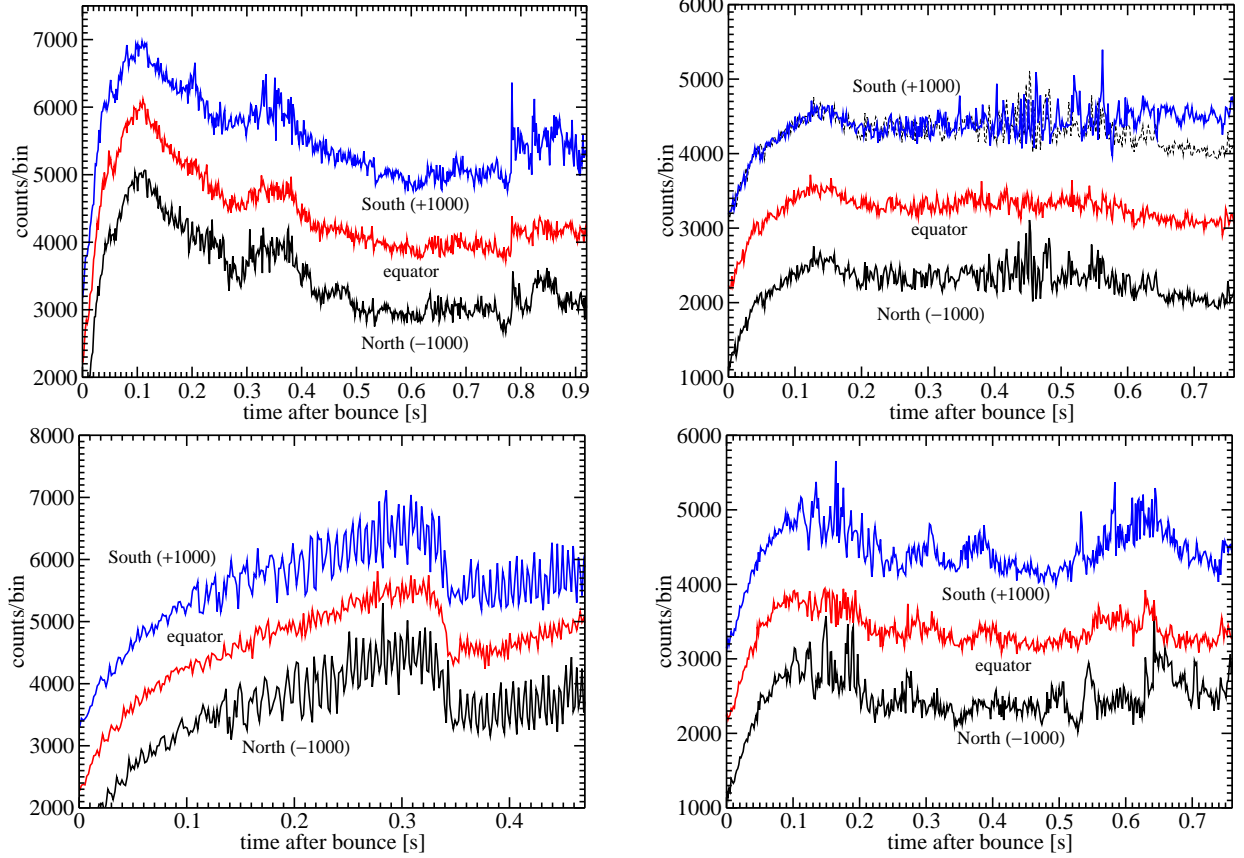 7000
6000
5000
4000
3000
2000
counts/bin
South (+1000)
equator
North (−1000)
0 0.1 0.2 0.3 0.4 0.5 0.6 0.7 0.8 0.9
time after bounce [s]
6000
5000
4000
3000
2000
1000
counts/bin
South (+1000)
equator
North (−1000)
0 0.1 0.2 0.3 0.4 0.5 0.6 0.7
time after bounce [s]
8000
7000
6000
5000
4000
3000
2000
counts/bin
South (+1000)
equator
North (−1000)
0 0.1 0.2 0.3 0.4
time after bounce [s]
6000
5000
4000
3000
2000
1000
counts/bin
South (+1000)
equator
North (−1000)
0 0.1 0.2 0.3 0.4 0.5 0.6 0.7
time after bounce [s]